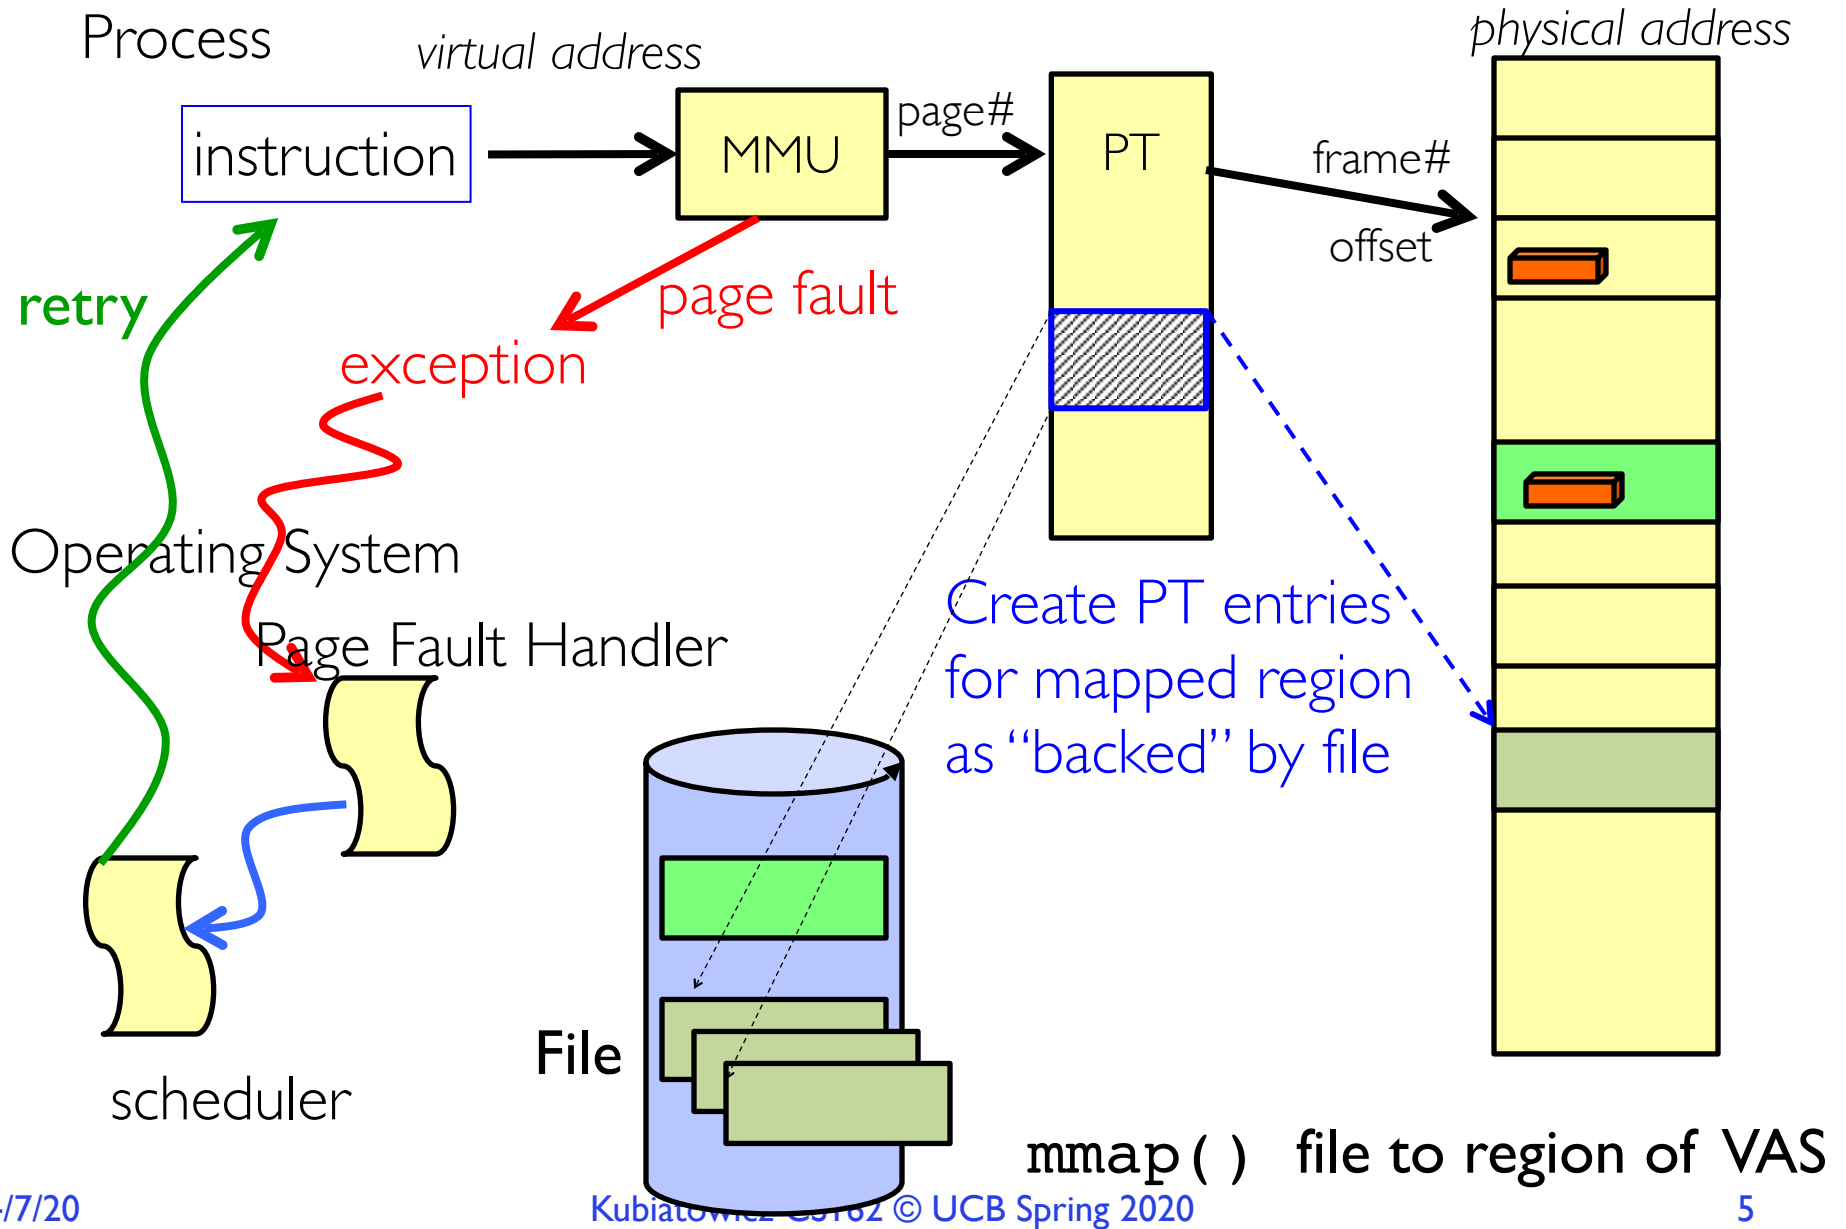 Process
virtual address
physical address
instruction
MMU
page#
PT
frame#
offset
retry
page fault
exception
Operating System
Page Fault Handler
Create PT entries
for mapped region
as “backed” by file
File
scheduler
mmap() file to region of VAS
/7/20
Kubiatowicz CS162 © UCB Spring 2020
5